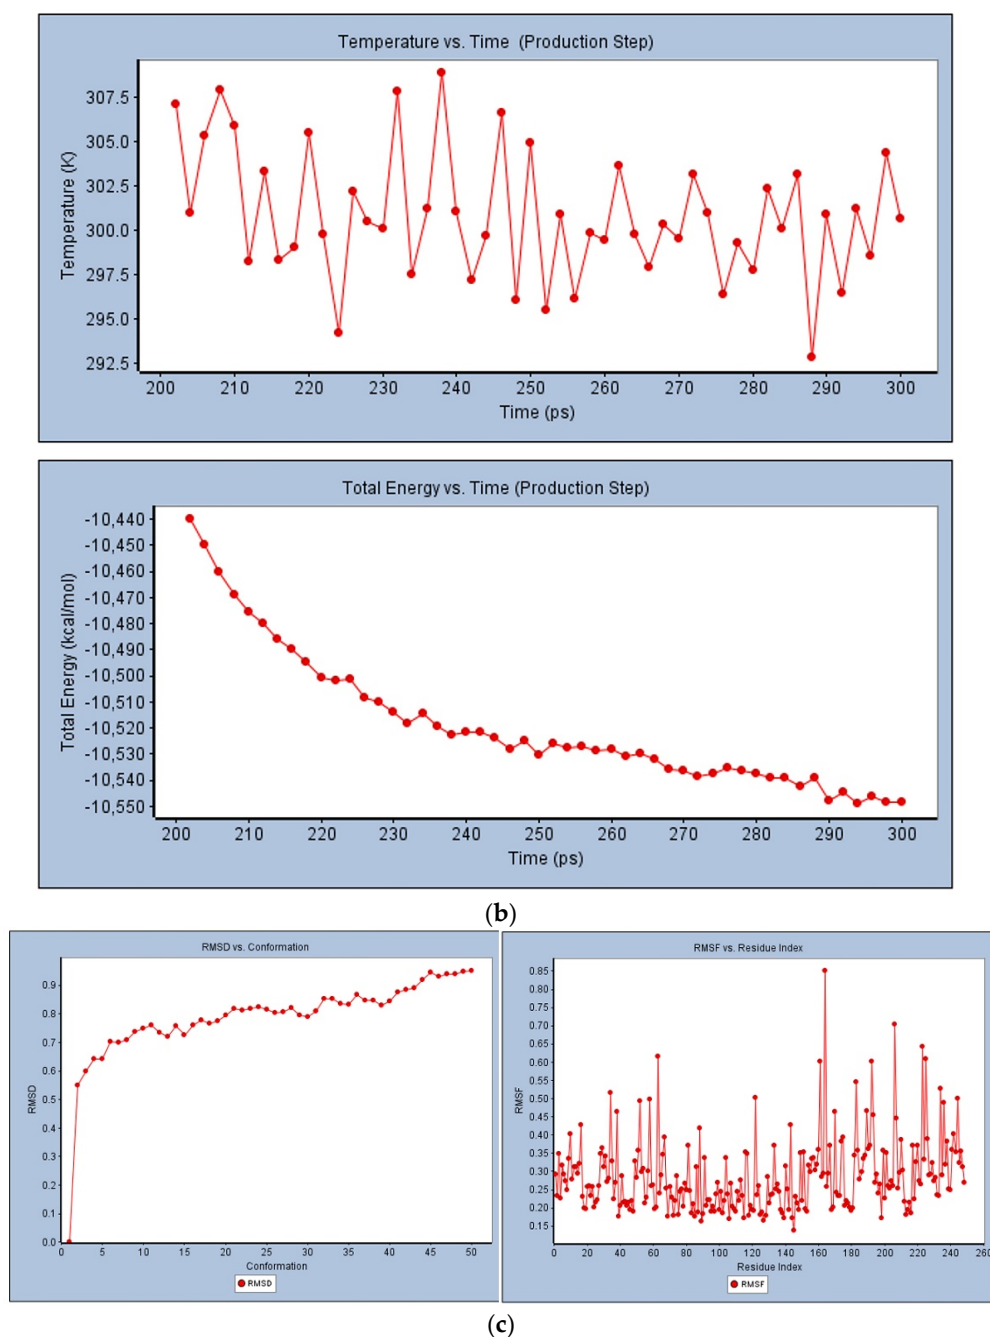 Temperature vs. Time (Production Step)
Temperature (K)
307.5
305.0
302.5
300.0
297.5
295.0
292.5
200 210 220 230 240 250 260 270 280 290 300
Time (ps)
Total Energy vs. Time (Production Step)
Total Energy (kcal/mol)
-10,440
-10,450
-10,460
-10,470
-10,480
-10,490
-10,500
-10,510
-10,520
-10,530
-10,540
-10,550
200 210 220 230 240 250 260 270 280 290 300
Time (ps)
(b)
RMSD vs. Conformation
RMSD
0.9
0.8
0.7
0.6
0.5
0.4
0.3
0.2
0.1
0.0
0 5 10 15 20 25 30 35 40 45 50
Conformation
RMSD
RMSF vs. Residue Index
RMSF
0.85
0.80
0.75
0.70
0.65
0.60
0.55
0.50
0.45
0.40
0.35
0.30
0.25
0.20
0.15
0 20 40 60 80 100 120 140 160 180 200 220 240 260
Residue Index
RMSF
(c)